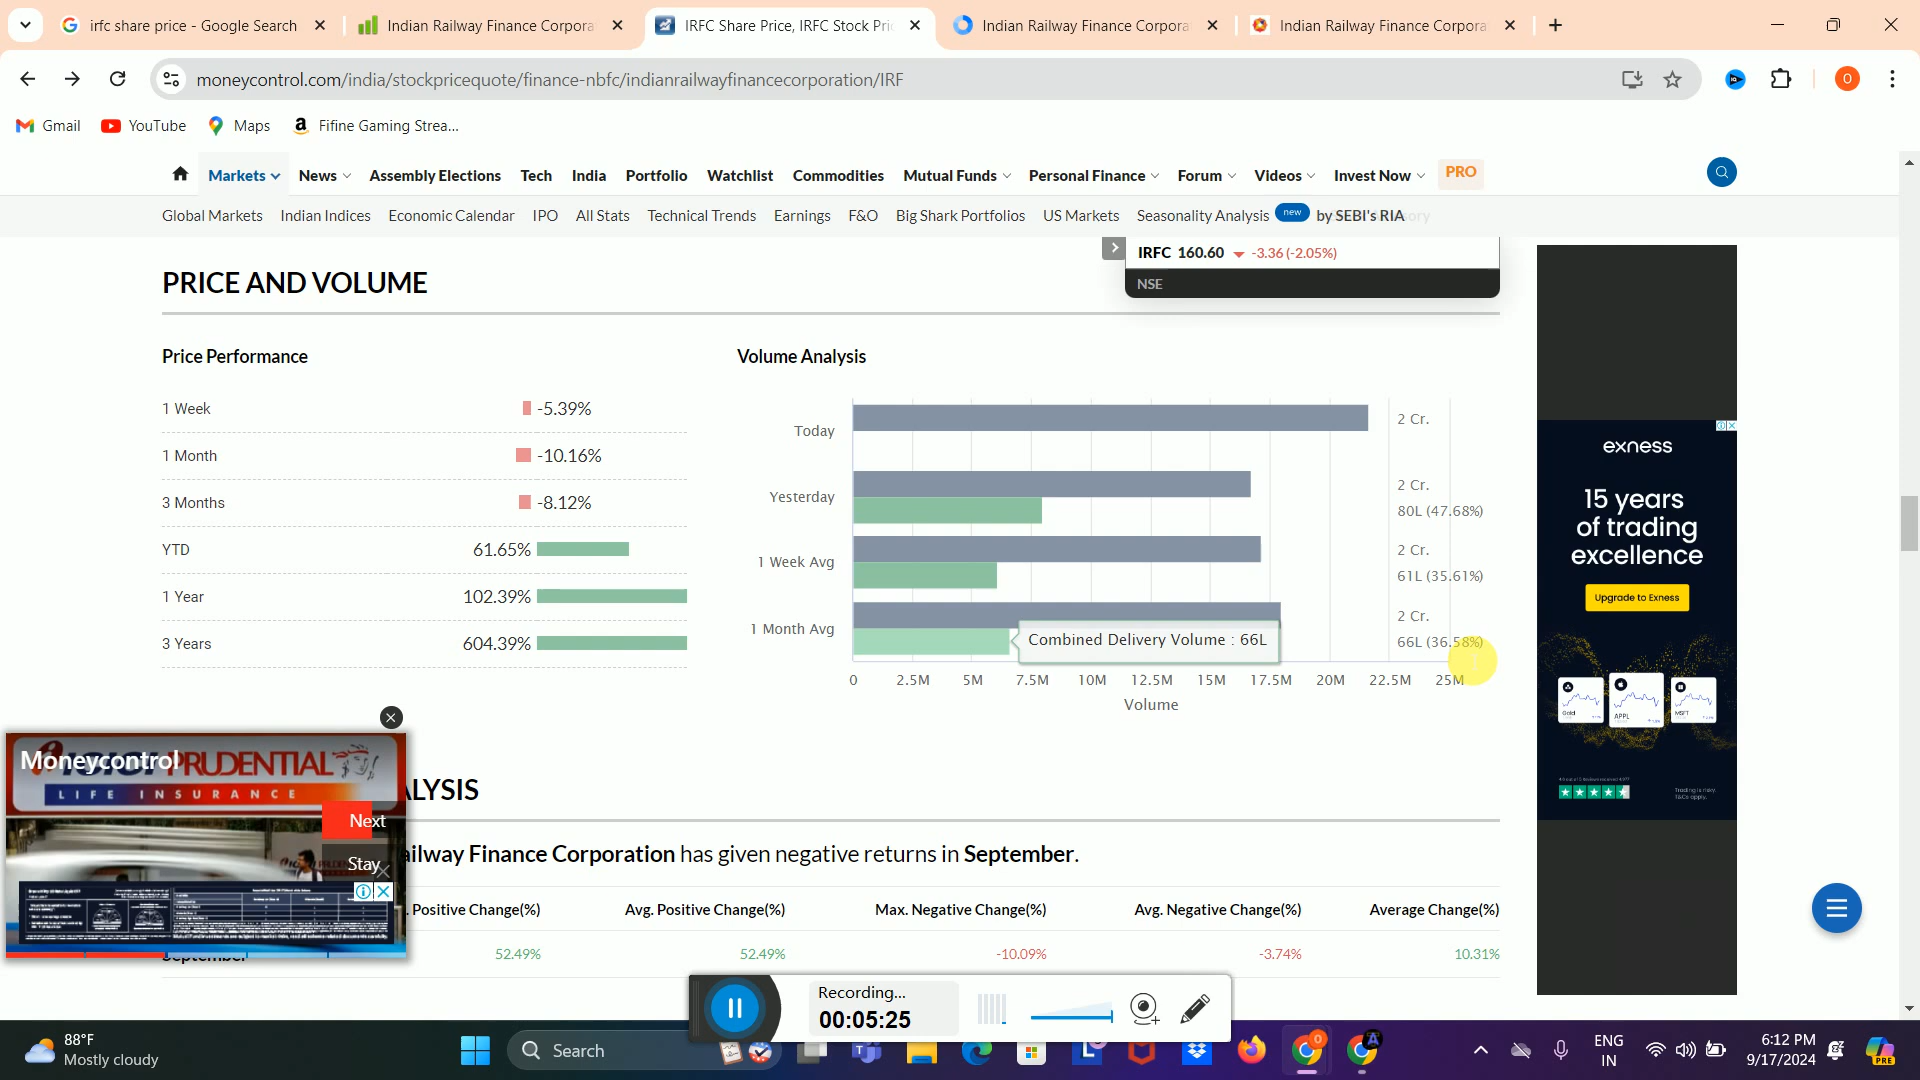 irfc share price - Google Search
Indian Railway Finance Corpora
IRFC Share Price, IRFC Stock Pri
Indian Railway Finance Corpora
Indian Railway Finance Corpora
moneycontrol.com/india/stockpricequote/finance-nbfc/indianrailwayfinancecorporation/IRF
O
Gmail
YouTube
Maps
Fifine Gaming Strea...
Markets
News
Assembly Elections
Tech
India
Portfolio
Watchlist
Commodities
Mutual Funds
Personal Finance
Forum
Videos
Invest Now
PRO
Global Markets
Indian Indices
Economic Calendar
IPO
All Stats
Technical Trends
Earnings
F&O
Big Shark Portfolios
US Markets
Seasonality Analysis
new
by SEBI's RIA
IRFC 160.60 -3.36 (-2.05%)
NSE
PRICE AND VOLUME
Price Performance
1 Week -5.39%
1 Month -10.16%
3 Months -8.12%
YTD 61.65%
1 Year 102.39%
3 Years 604.39%
Volume Analysis
Today 2 Cr.
Yesterday 2 Cr.
80L (47.68%)
1 Week Avg 2 Cr.
61L (35.61%)
1 Month Avg 2 Cr.
Combined Delivery Volume : 66L
66L (36.58%)
0 2.5M 5M 7.5M 10M 12.5M 15M 17.5M 20M 22.5M 25M
Volume
exness
15 years
of trading
excellence
Upgrade to Exness
Gold
APPL
MSFT
Trading is risky.
T&Cs apply.
Moneycontrol
PRUDENTIAL
LIFE INSURANCE
Next
Stay
ALYSIS
ailway Finance Corporation has given negative returns in September.
. Positive Change(%)
Avg. Positive Change(%)
Max. Negative Change(%)
Avg. Negative Change(%)
Average Change(%)
September
52.49%
52.49%
-10.09%
-3.74%
10.31%
Recording...
00:05:25
88°F
Mostly cloudy
Search
ENG
IN
6:12 PM
9/17/2024
PRE